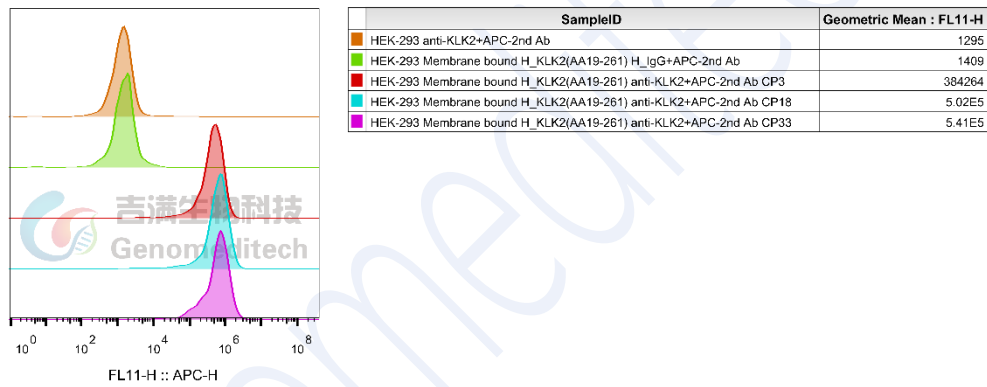 SampleID Geometric Mean : FL11-H
HEK-293 anti-KLK2+APC-2nd Ab 1295
HEK-293 Membrane bound H_KLK2(AA19-261) H_IgG+APC-2nd Ab 1409
HEK-293 Membrane bound H_KLK2(AA19-261) anti-KLK2+APC-2nd Ab CP3 384264
HEK-293 Membrane bound H_KLK2(AA19-261) anti-KLK2+APC-2nd Ab CP18 5.02E5
HEK-293 Membrane bound H_KLK2(AA19-261) anti-KLK2+APC-2nd Ab CP33 5.41E5
吉满生物科技
Genomeditech
10^0 10^2 10^4 10^6 10^8
FL11-H :: APC-H